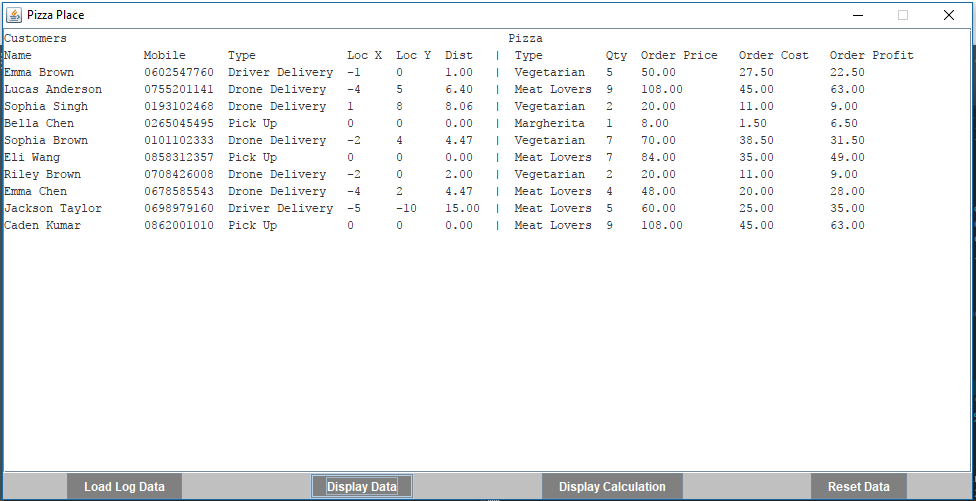 Pizza Place
Customers Pizza
Name Mobile Type Loc X Loc Y Dist | Type Qty Order Price Order Cost Order Profit
Emma Brown 0602547760 Driver Delivery -1 0 1.00 | Vegetarian 5 50.00 27.50 22.50
Lucas Anderson 0755201141 Drone Delivery -4 5 6.40 | Meat Lovers 9 108.00 45.00 63.00
Sophia Singh 0193102468 Drone Delivery 1 8 8.06 | Vegetarian 2 20.00 11.00 9.00
Bella Chen 0265045495 Pick Up 0 0 0.00 | Margherita 1 8.00 1.50 6.50
Sophia Brown 0101102333 Drone Delivery -2 4 4.47 | Vegetarian 7 70.00 38.50 31.50
Eli Wang 0858312357 Pick Up 0 0 0.00 | Meat Lovers 7 84.00 35.00 49.00
Riley Brown 0708426008 Drone Delivery -2 0 2.00 | Vegetarian 2 20.00 11.00 9.00
Emma Chen 0678585543 Drone Delivery -4 2 4.47 | Meat Lovers 4 48.00 20.00 28.00
Jackson Taylor 0698979160 Driver Delivery -5 -10 15.00 | Meat Lovers 5 60.00 25.00 35.00
Caden Kumar 0862001010 Pick Up 0 0 0.00 | Meat Lovers 9 108.00 45.00 63.00
Load Log Data Display Data Display Calculation Reset Data